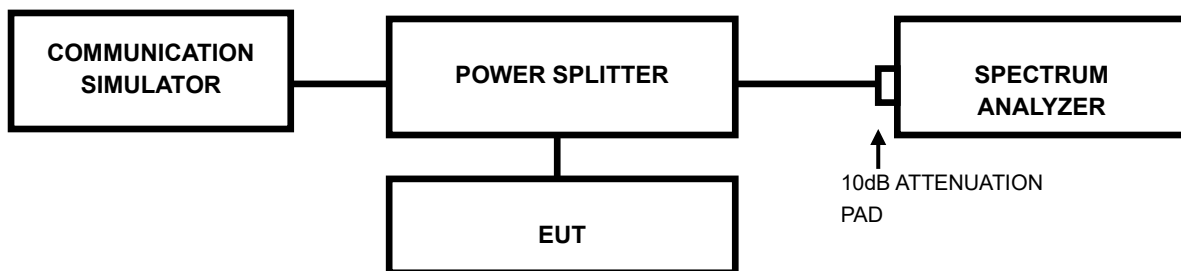 COMMUNICATION
SIMULATOR
POWER SPLITTER
SPECTRUM
ANALYZER
10dB ATTENUATION
PAD
EUT